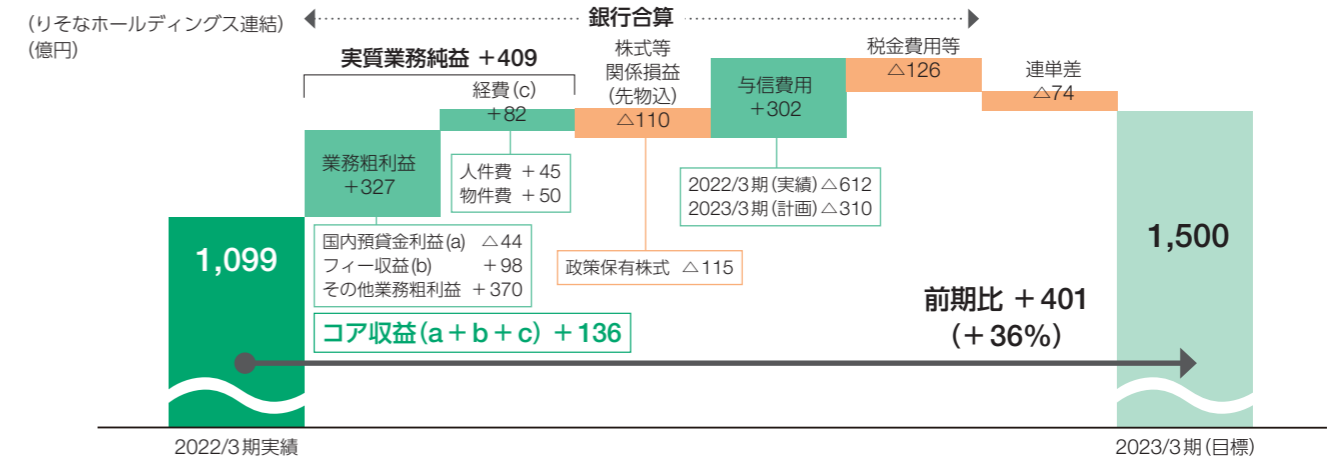 (りそなホールディングス連結)
(億円)
銀行合算
実質業務純益 +409
業務粗利益
+327
経費(c)
+82
株式等
関係損益
(先物込)
△110
与信費用
+302
税金費用等
△126
連単差
△74
人件費 +45
物件費 +50
国内預貸金利益(a) △44
フィー収益(b) +98
その他業務粗利益 +370
政策保有株式 △115
2022/3期(実績)△612
2023/3期(計画)△310
コア収益(a+b+c) +136
1,099
前期比 +401
(+36%)
1,500
2022/3期実績
2023/3期(目標)